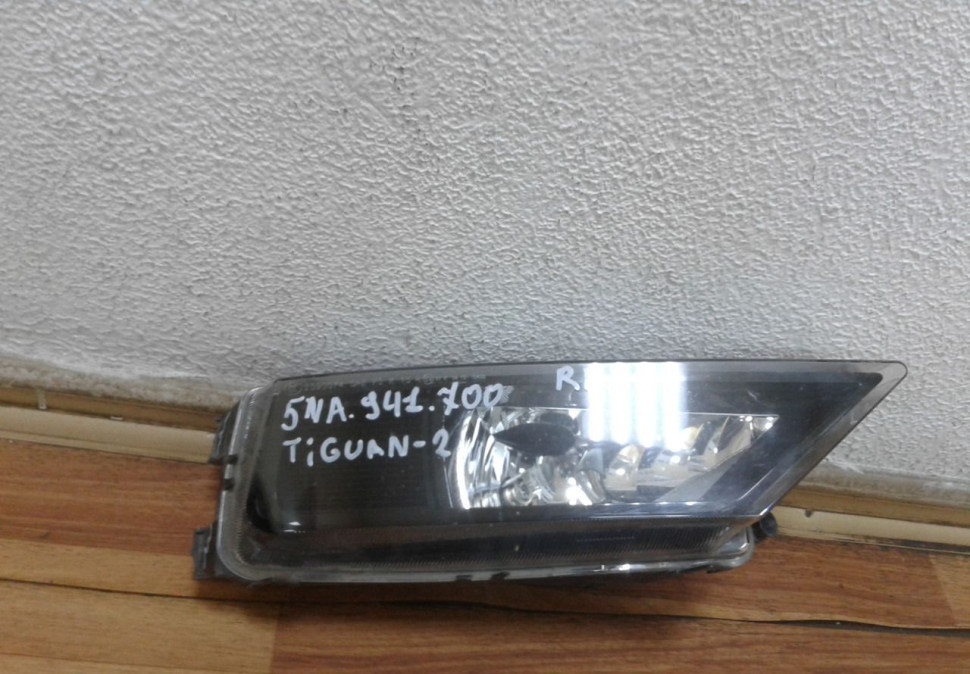 R.
5NA.941.700
TiGUAN-2